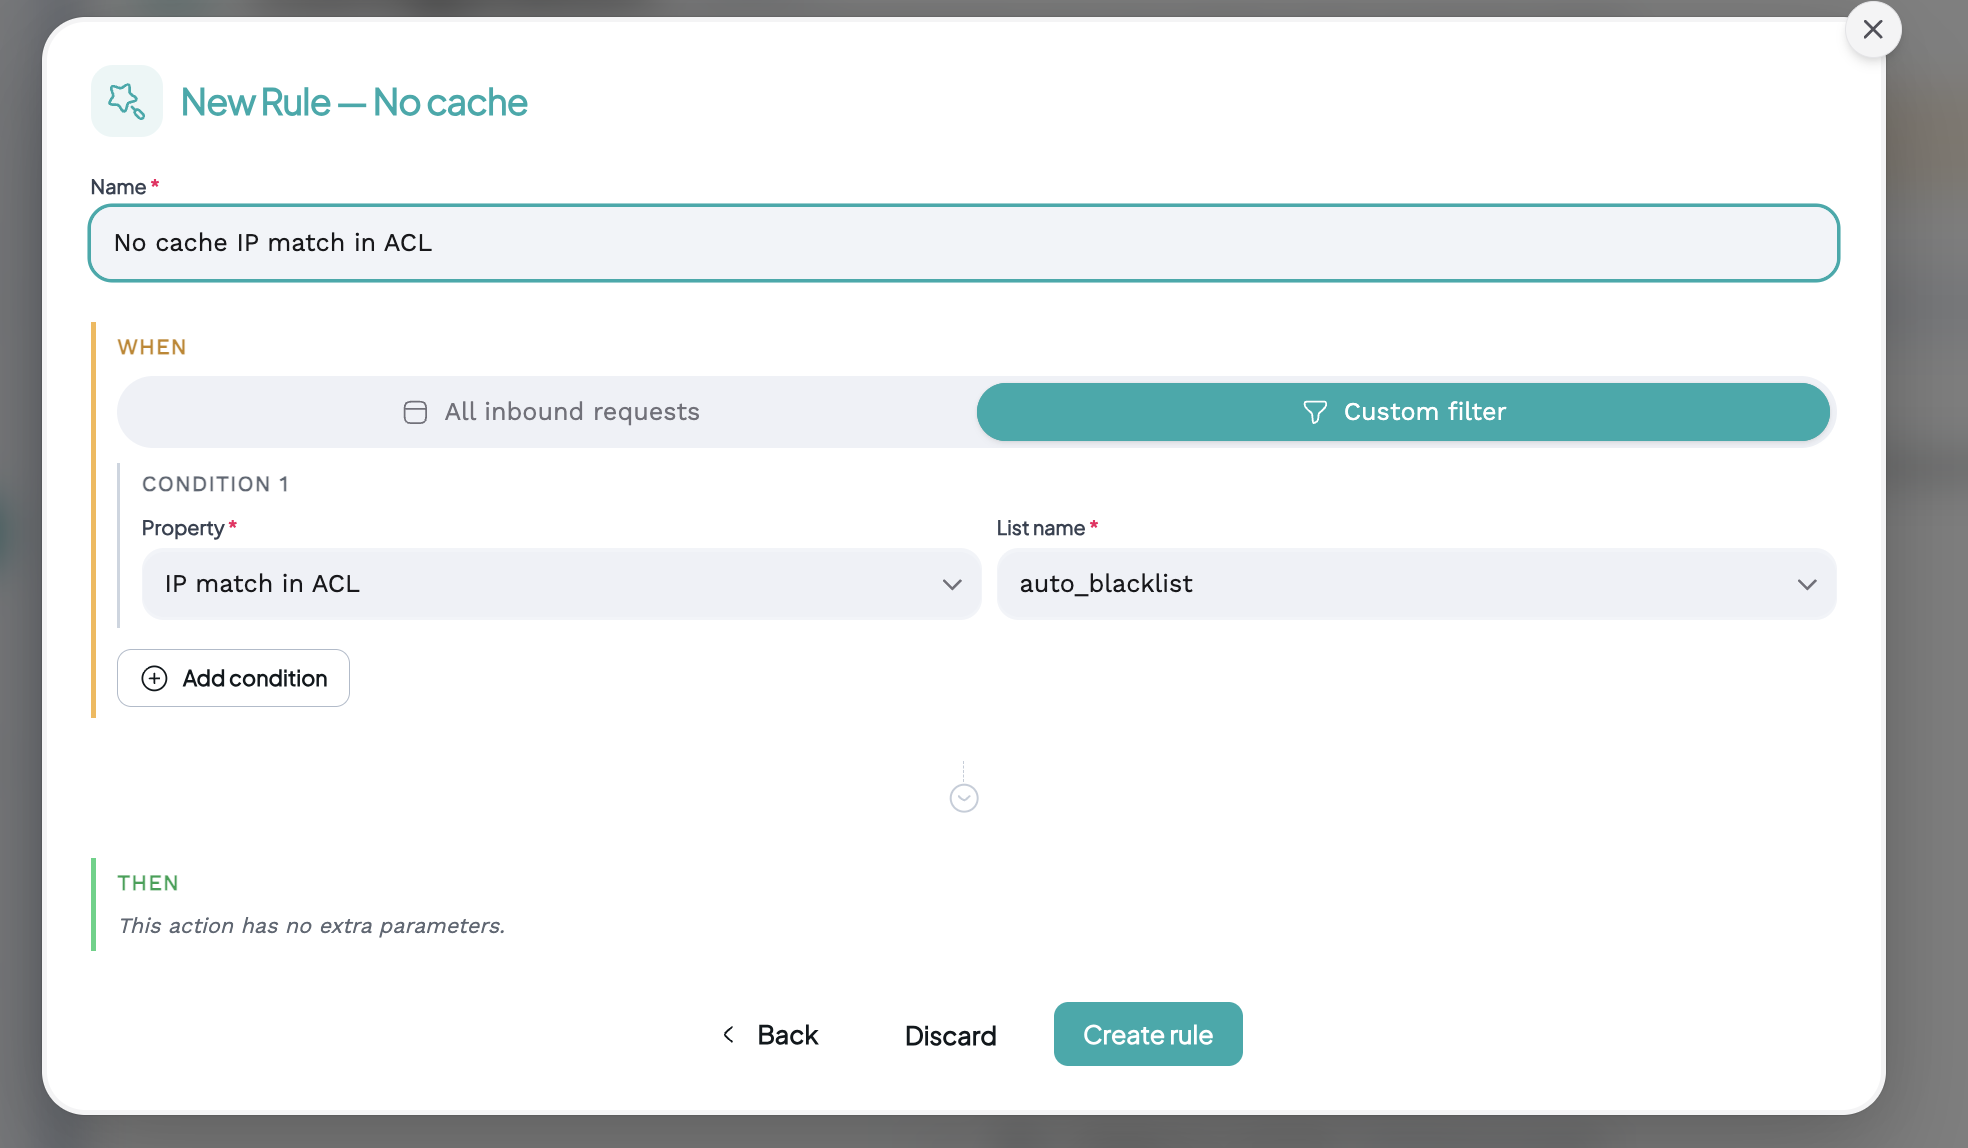 New Rule — No cache
Name *
No cache IP match in ACL
WHEN
All inbound requests
Custom filter
CONDITION 1
Property *
List name *
IP match in ACL
auto_blacklist
Add condition
THEN
This action has no extra parameters.
Back
Discard
Create rule